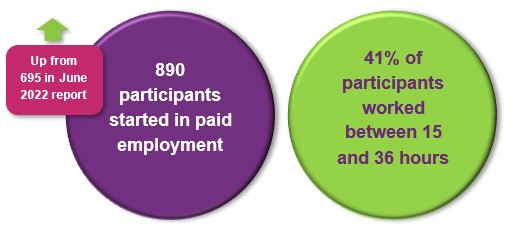 Up from
695 in June
2022 report
890
participants
started in paid
employment
41% of
participants
worked
between 15
and 36 hours